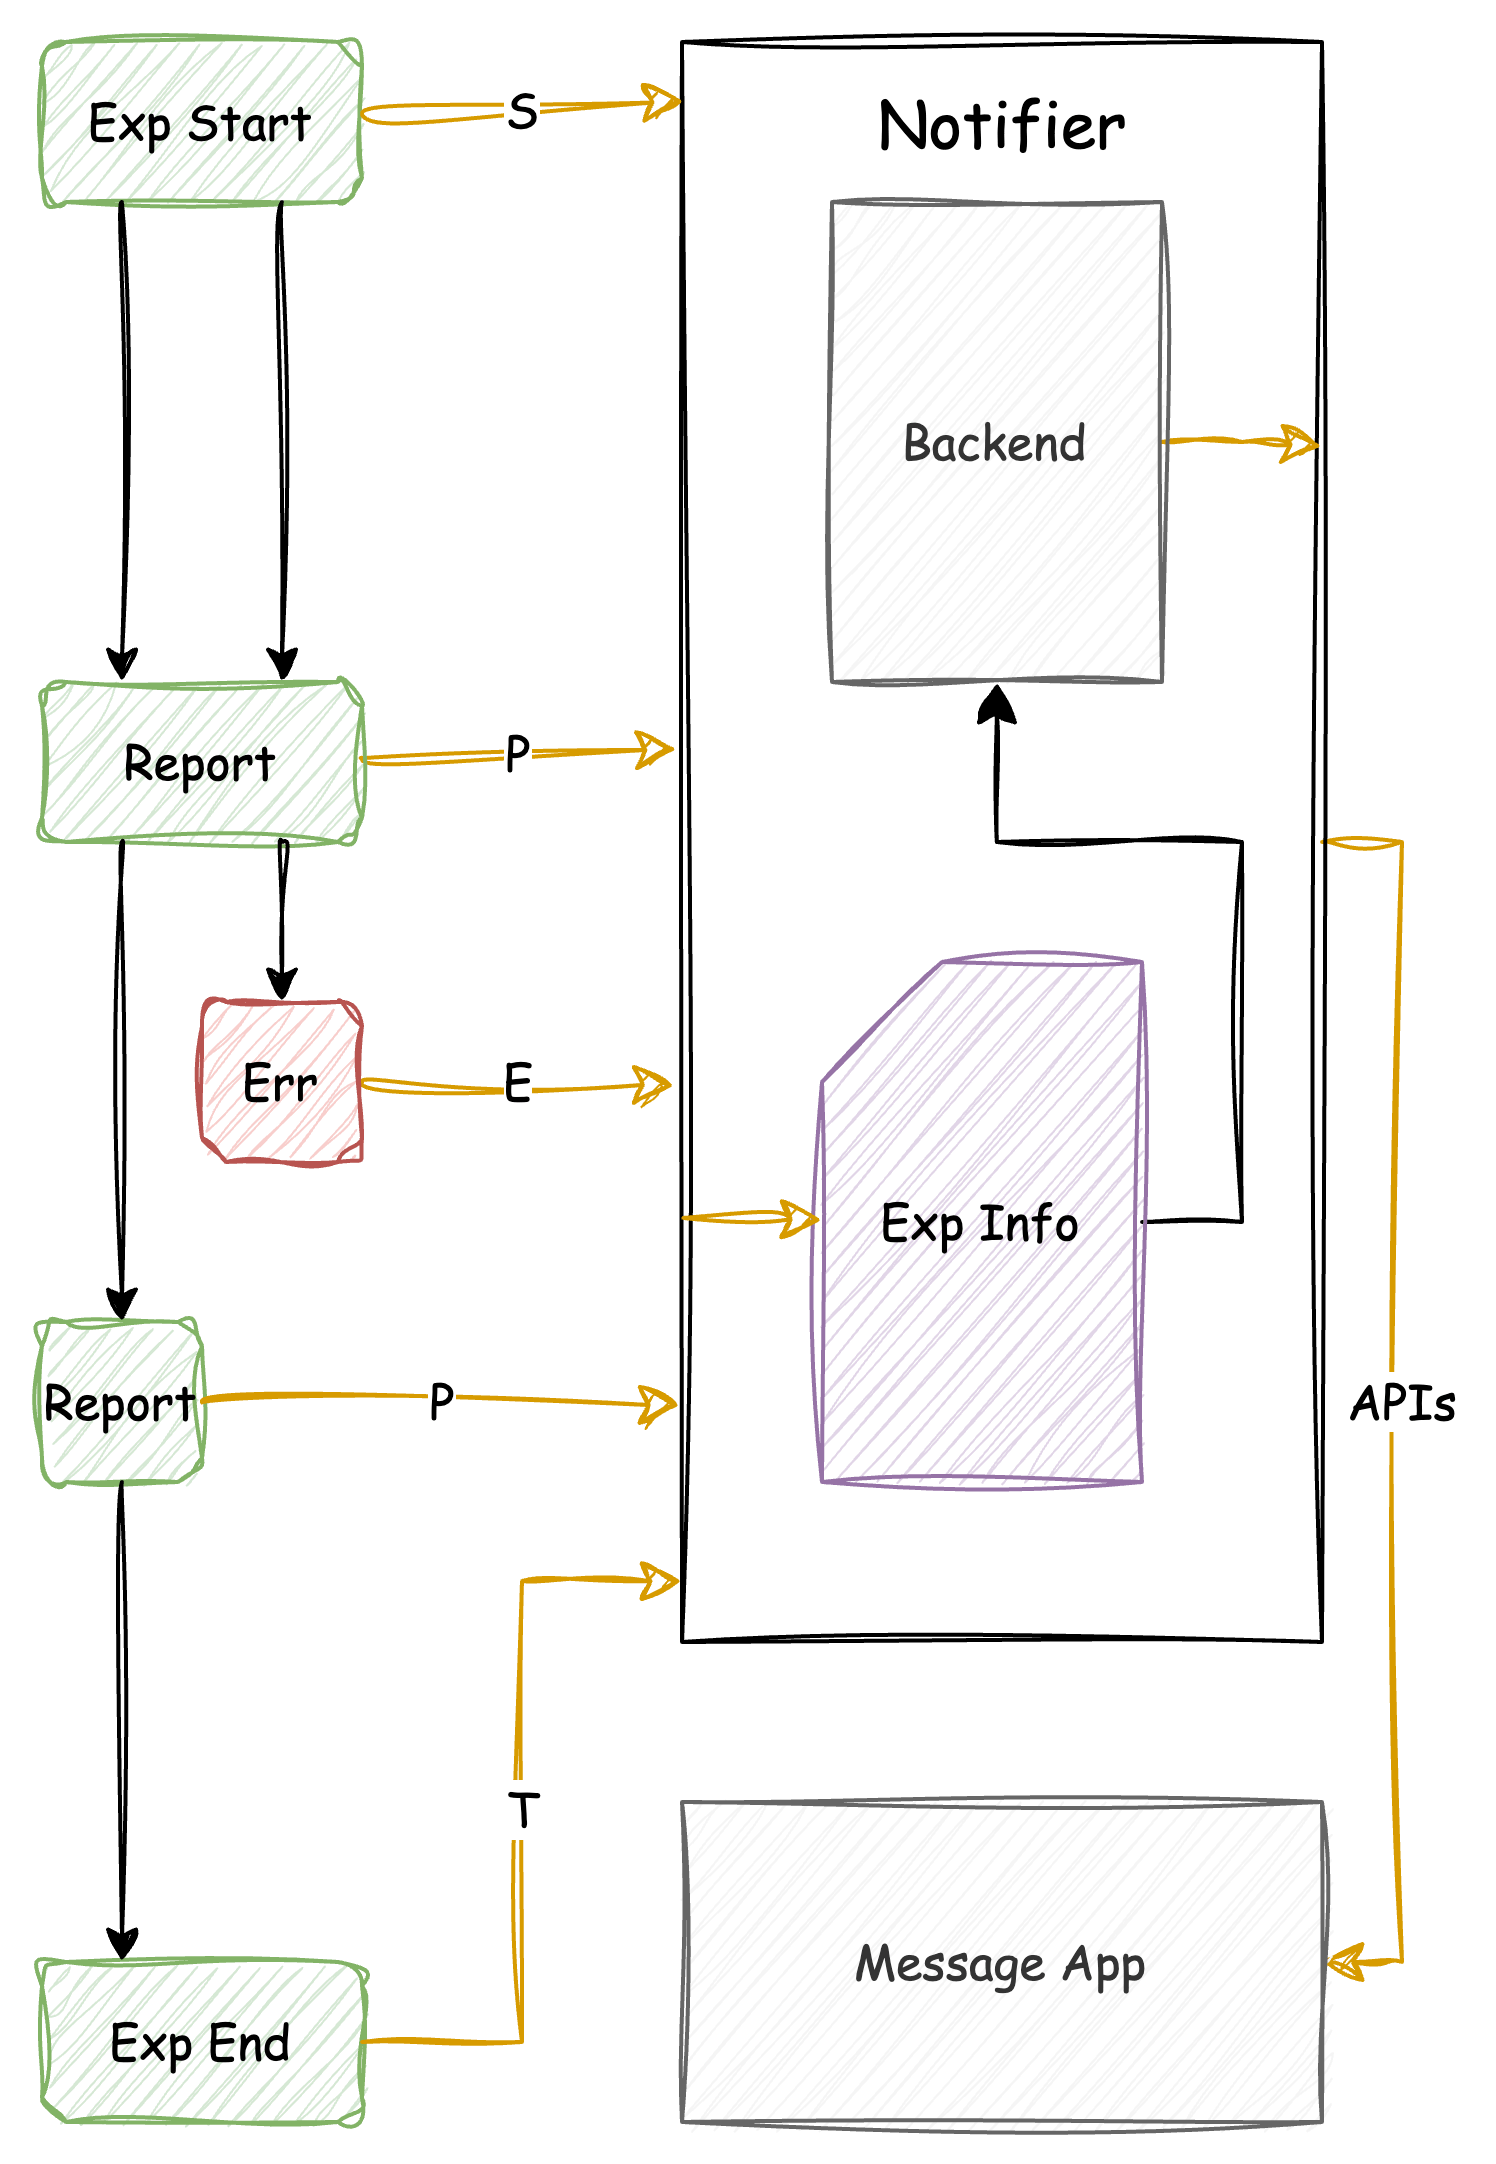 Exp Start
S
Notifier
Backend
Report
P
Err
E
Exp Info
Report
P
APIs
T
Message App
Exp End